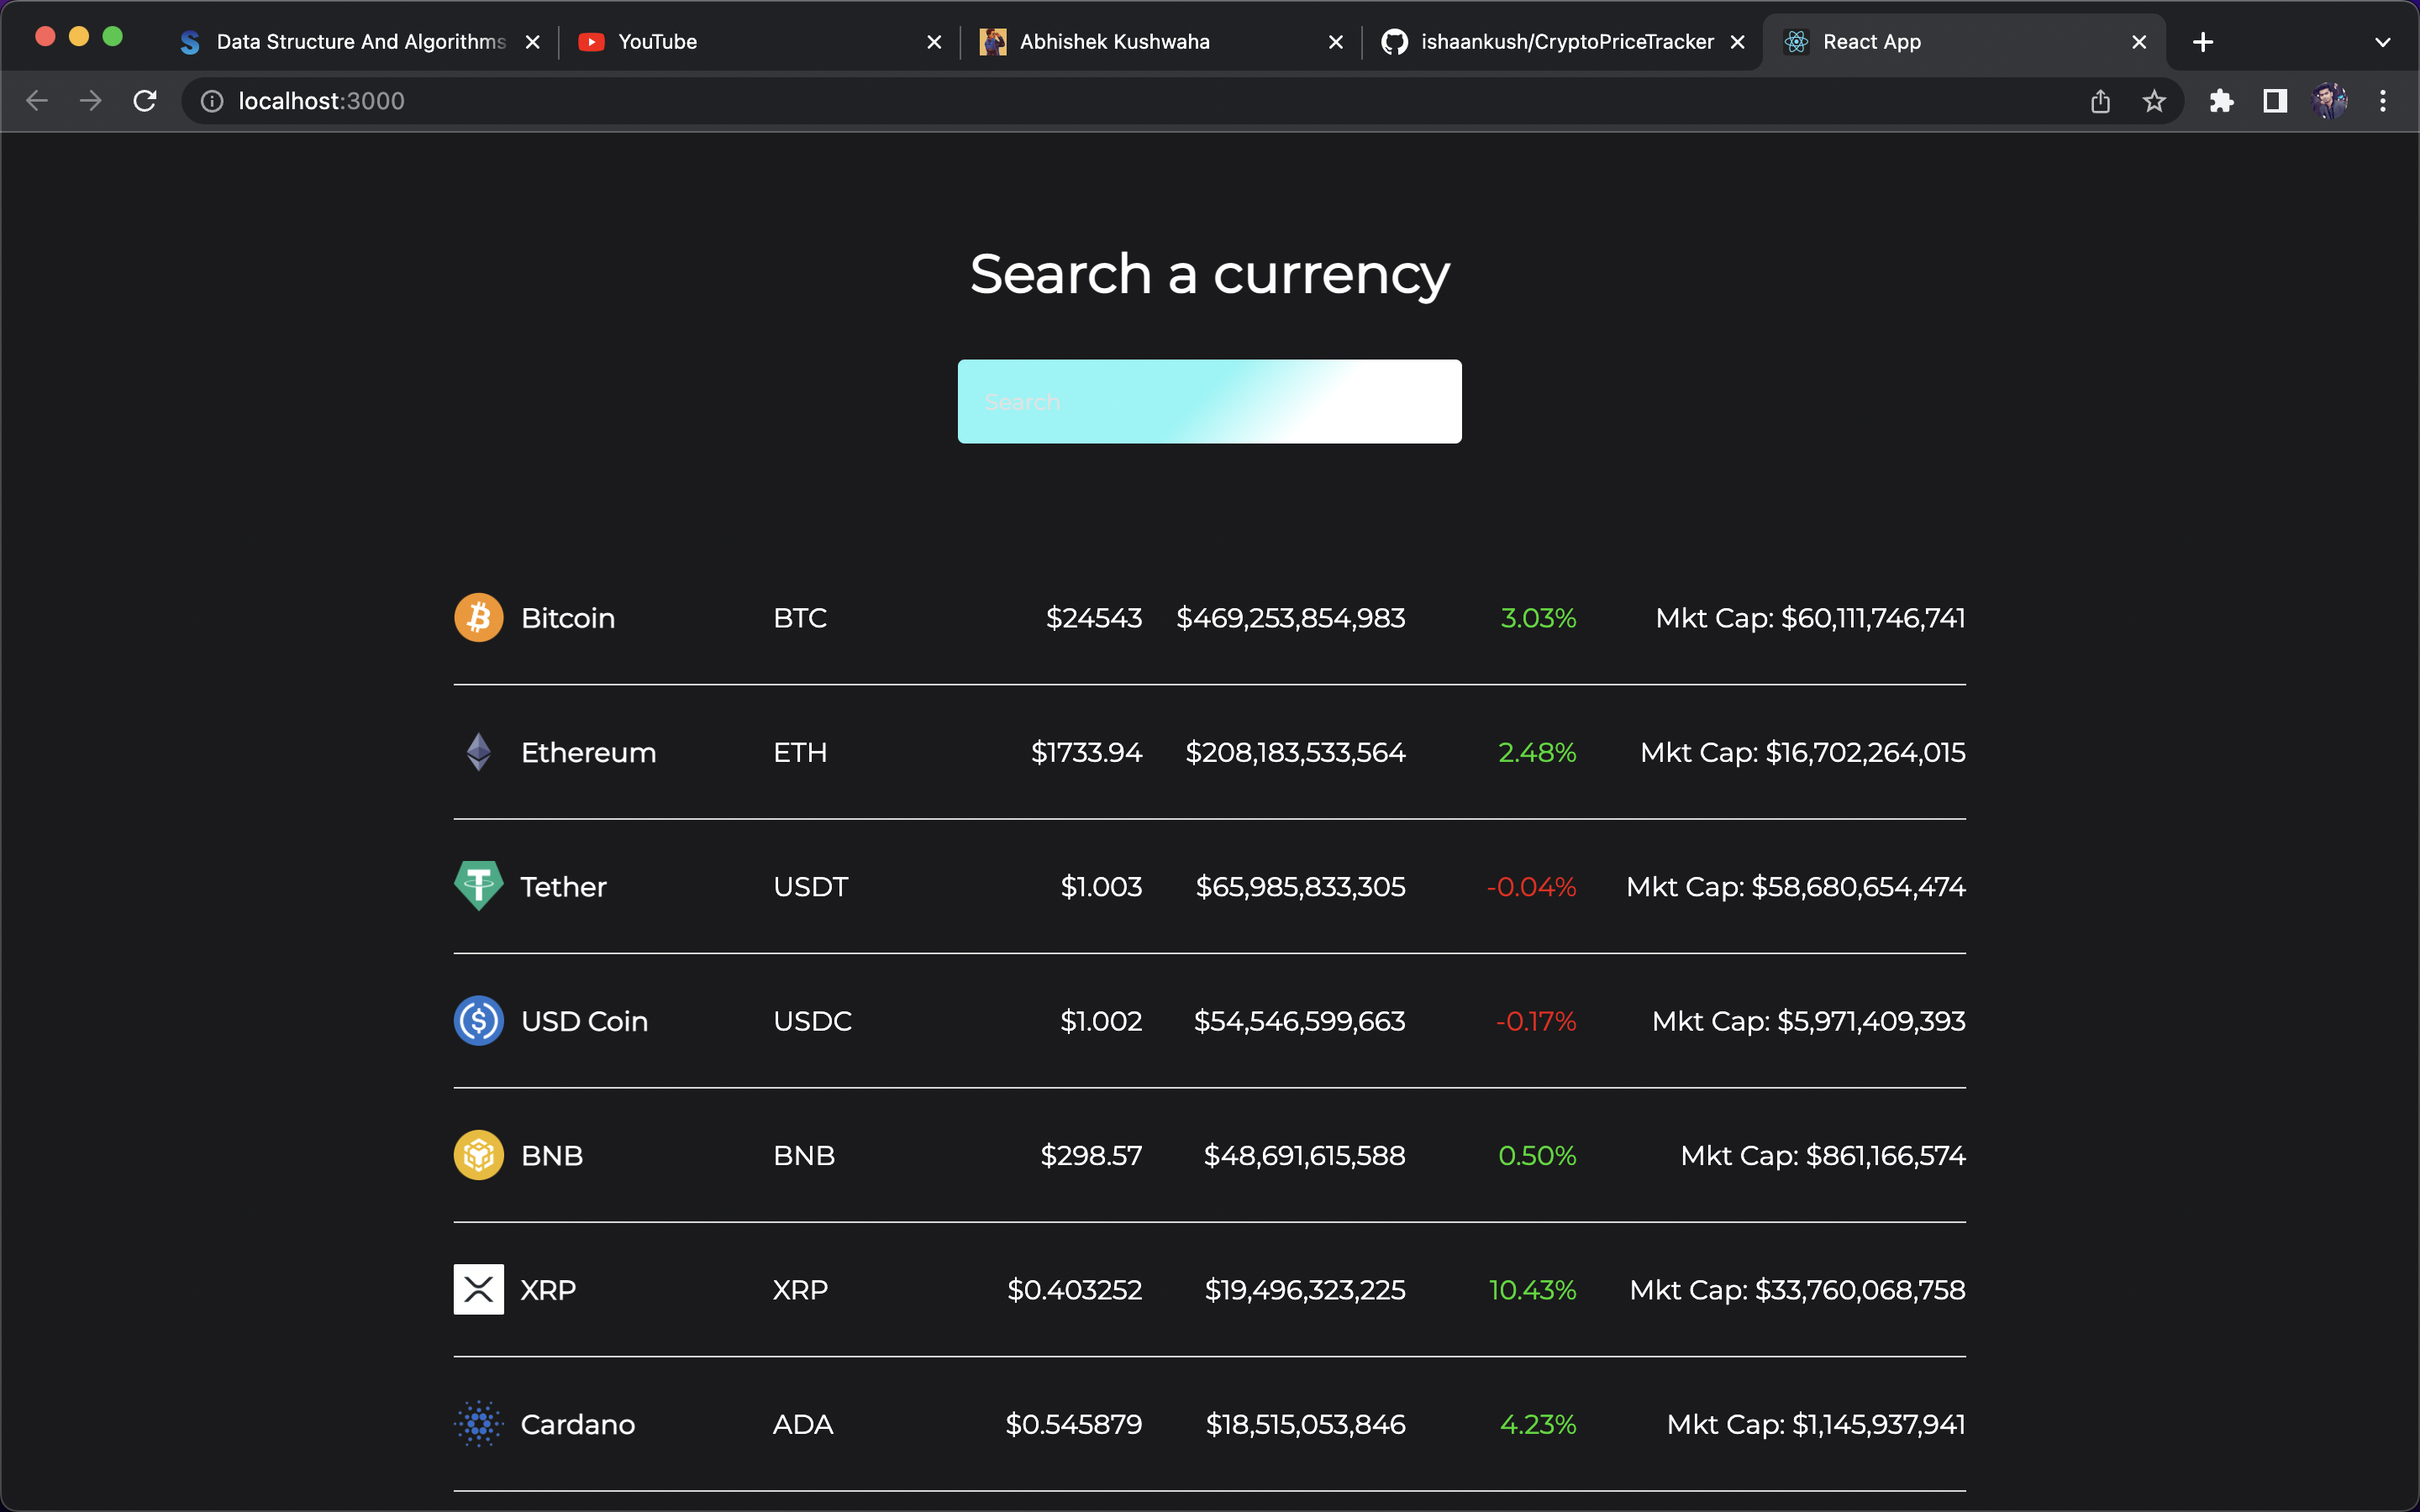 Data Structure And Algorithms
YouTube
Abhishek Kushwaha
ishaankush/CryptoPriceTracker
React App
localhost:3000
Search a currency
Search
Bitcoin BTC $24543 $469,253,854,983 3.03% Mkt Cap: $60,111,746,741
Ethereum ETH $1733.94 $208,183,533,564 2.48% Mkt Cap: $16,702,264,015
Tether USDT $1.003 $65,985,833,305 -0.04% Mkt Cap: $58,680,654,474
USD Coin USDC $1.002 $54,546,599,663 -0.17% Mkt Cap: $5,971,409,393
BNB BNB $298.57 $48,691,615,588 0.50% Mkt Cap: $861,166,574
XRP XRP $0.403252 $19,496,323,225 10.43% Mkt Cap: $33,760,068,758
Cardano ADA $0.545879 $18,515,053,846 4.23% Mkt Cap: $1,145,937,941